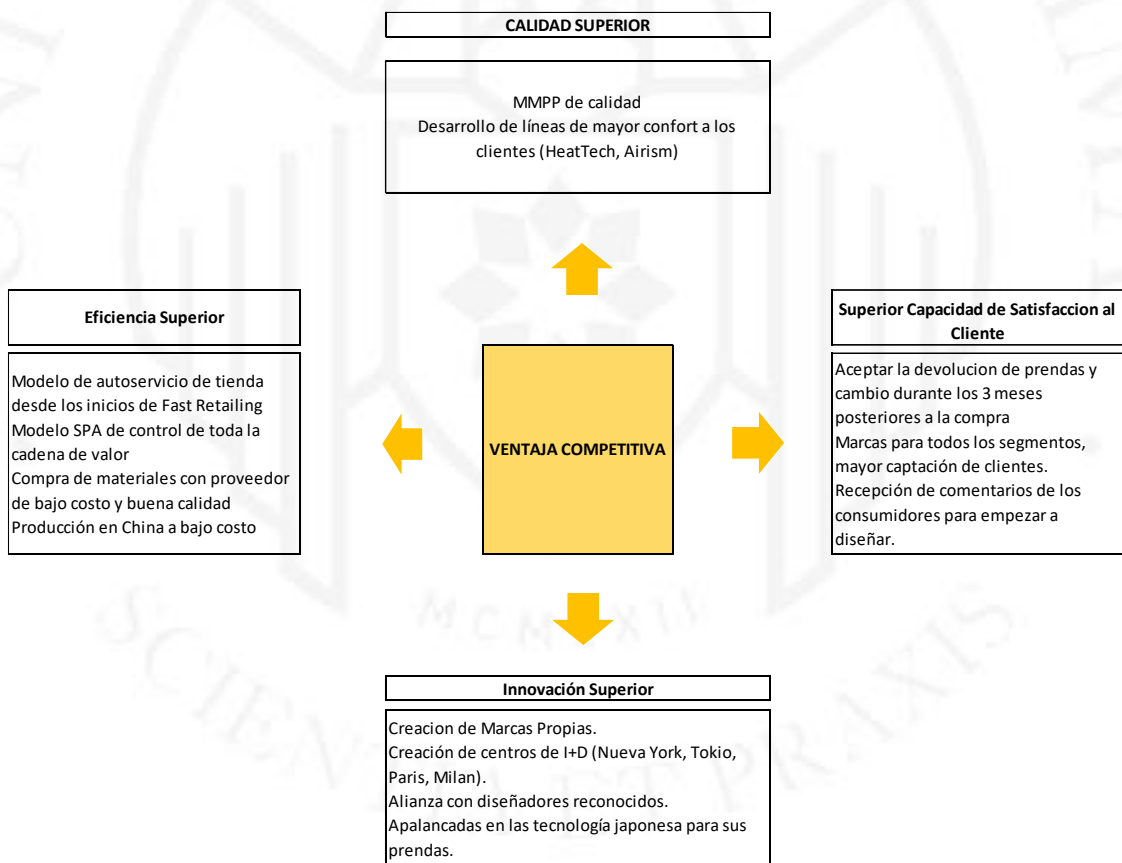 CALIDAD SUPERIOR
MMPP de calidad
Desarrollo de líneas de mayor confort a los
clientes (HeatTech, Airism)
Eficiencia Superior
Modelo de autoservicio de tienda
desde los inicios de Fast Retailing
Modelo SPA de control de toda la
cadena de valor
Compra de materiales con proveedor
de bajo costo y buena calidad
Producción en China a bajo costo
VENTAJA COMPETITIVA
Superior Capacidad de Satisfaccion al
Cliente
Aceptar la devolucion de prendas y
cambio durante los 3 meses
posteriores a la compra
Marcas para todos los segmentos,
mayor captación de clientes.
Recepción de comentarios de los
consumidores para empezar a
diseñar.
Innovación Superior
Creacion de Marcas Propias.
Creación de centros de I+D (Nueva York, Tokio,
Paris, Milan).
Alianza con diseñadores reconocidos.
Apalancadas en las tecnología japonesa para sus
prendas.
SCIENTIA ET PRAXIS